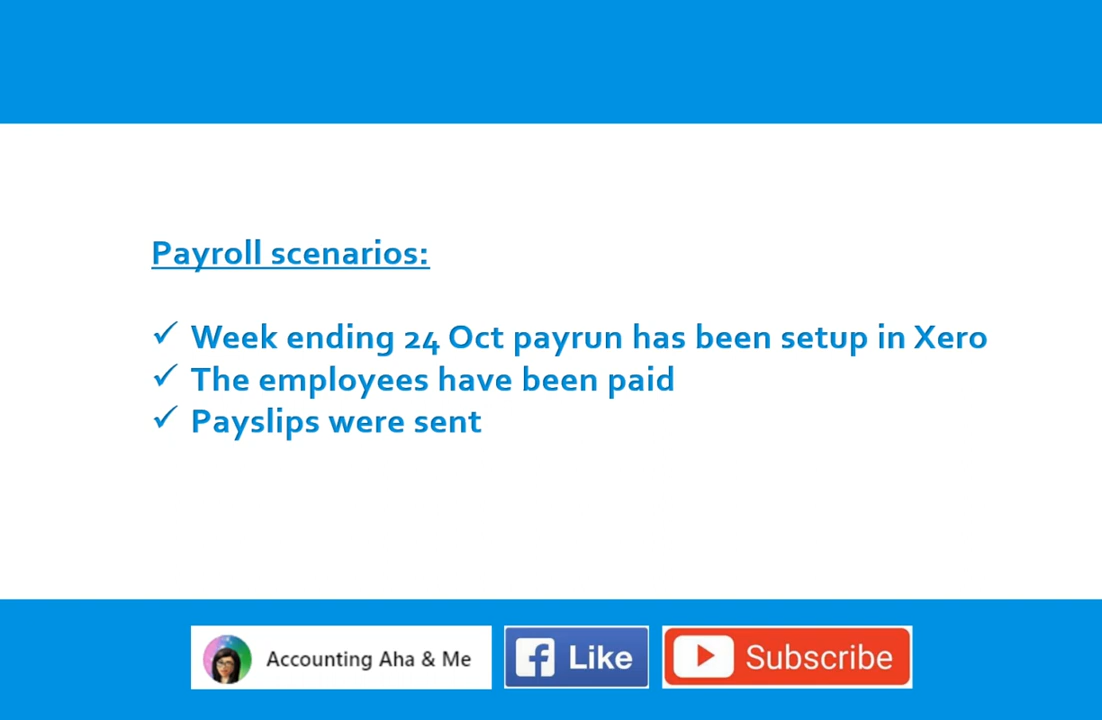 Payroll scenarios:
✓ Week ending 24 Oct payrun has been setup in Xero
✓ The employees have been paid
✓ Payslips were sent
Accounting Aha & Me
Like
Subscribe